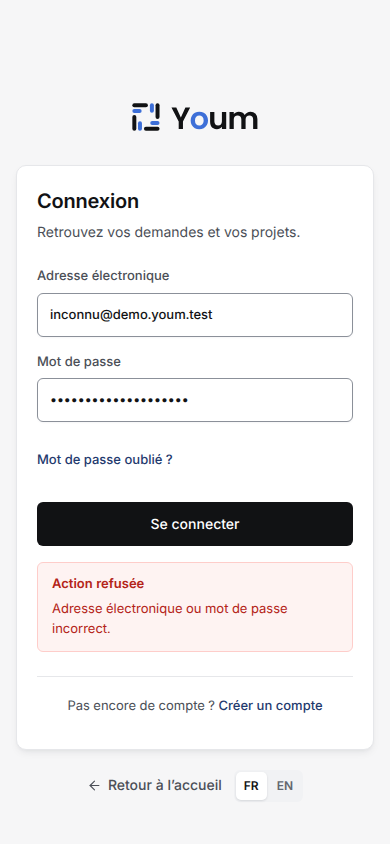 Youm
Connexion
Retrouvez vos demandes et vos projets.
Adresse électronique
inconnu@demo.youm.test
Mot de passe
••••••••••••••••••••
Mot de passe oublié ?
Se connecter
Action refusée
Adresse électronique ou mot de passe
incorrect.
Pas encore de compte ? Créer un compte
← Retour à l’accueil FR EN